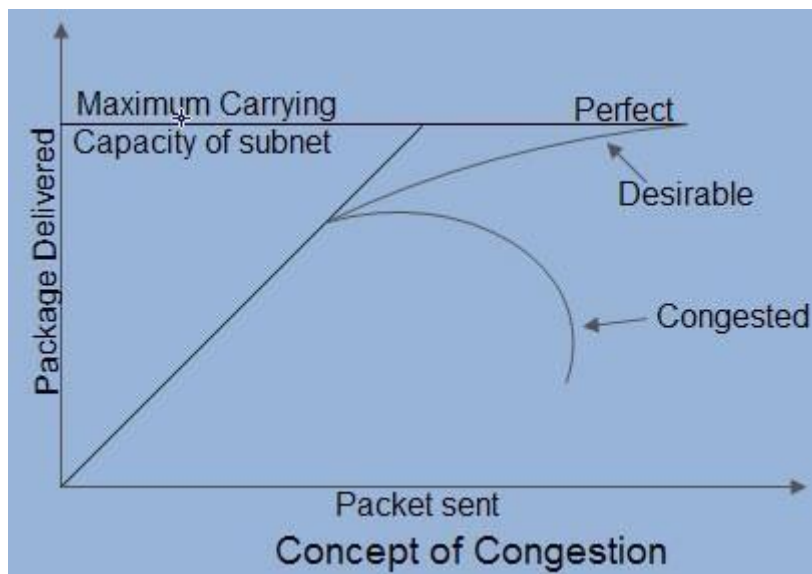 Maximum Carrying
Capacity of subnet
Perfect
Desirable
Congested
Package Delivered
Packet sent
Concept of Congestion